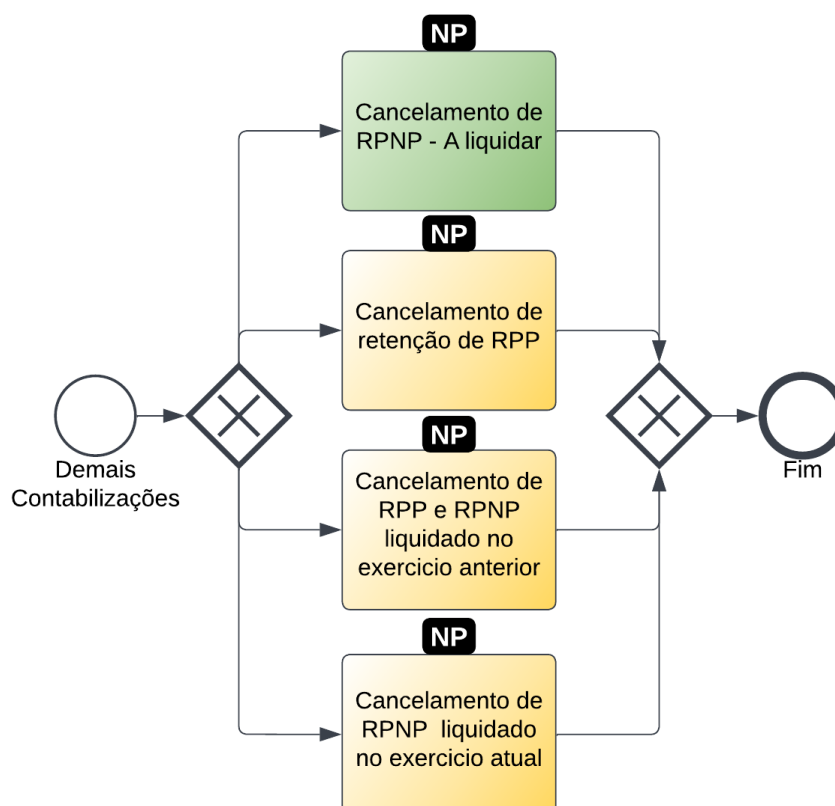 NP
Cancelamento de
RPNP - A liquidar
NP
Cancelamento de
retenção de RPP
Demais
Contabilizações
NP
Cancelamento de
RPP e RPNP
liquidado no
exercicio anterior
Fim
NP
Cancelamento de
RPNP liquidado
no exercicio atual